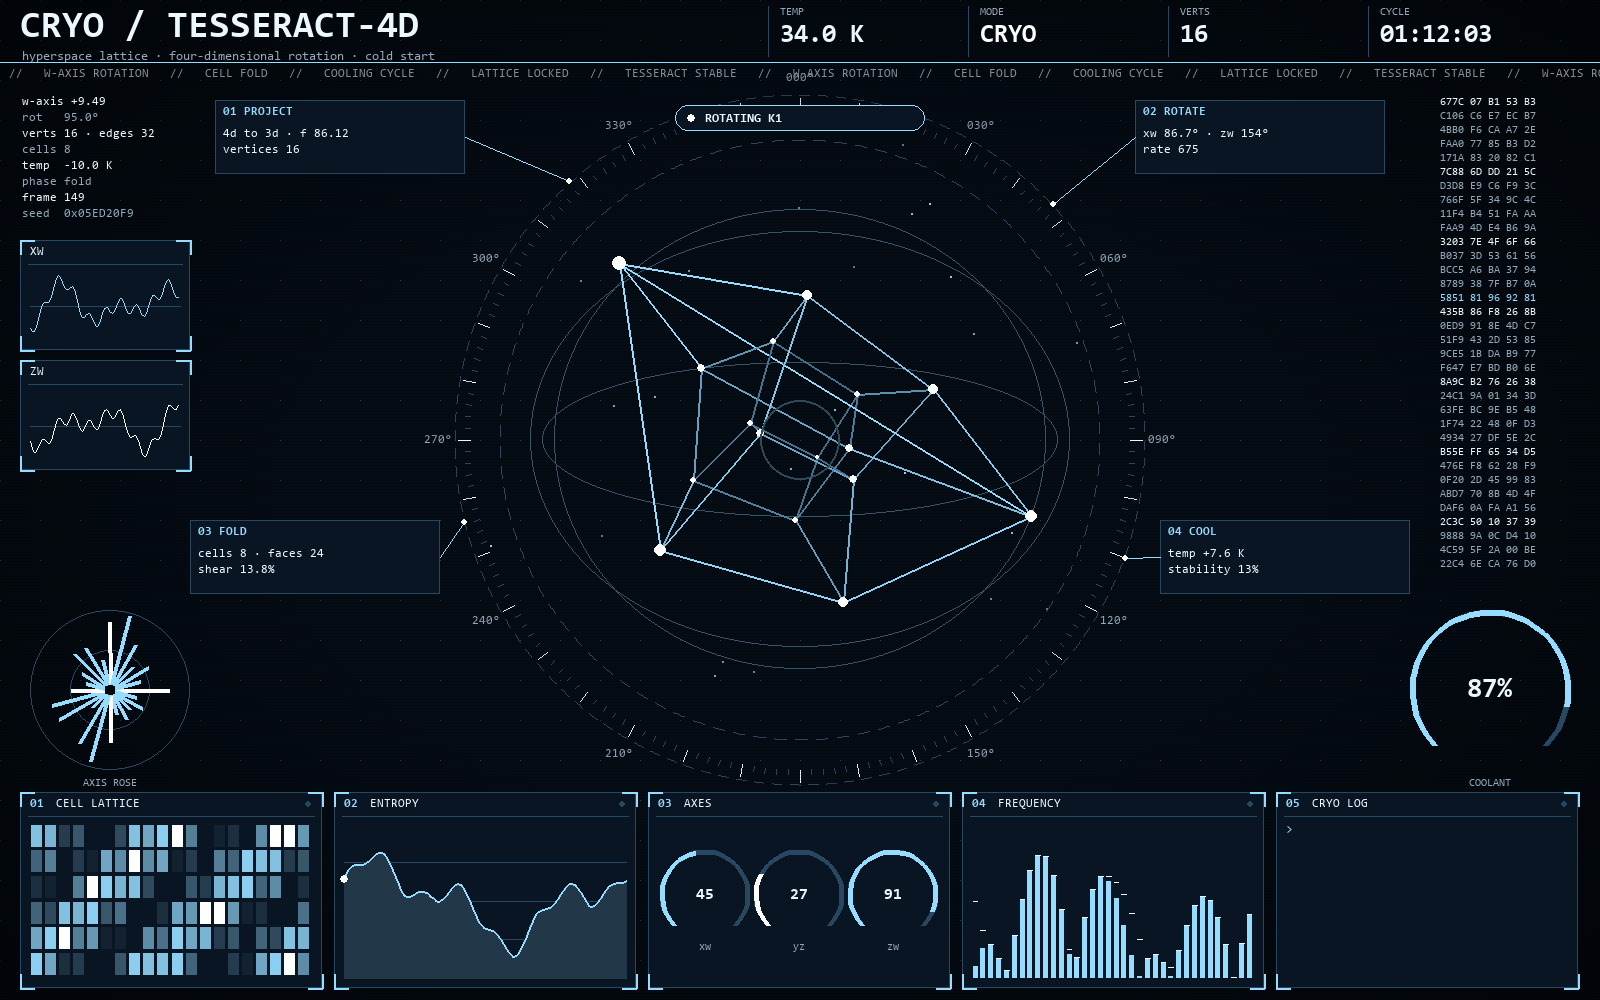 CRYO / TESSERACT-4D
hyperspace lattice · four-dimensional rotation · cold start
TEMP
34.0 K
MODE
CRYO
VERTS
16
CYCLE
01:12:03
// W-AXIS ROTATION // CELL FOLD // COOLING CYCLE // LATTICE LOCKED // TESSERACT STABLE // W-AXIS ROTATION // CELL FOLD // COOLING CYCLE // LATTICE LOCKED // TESSERACT STABLE // W-AXIS RO
w-axis +9.49
rot 95.0°
verts 16 · edges 32
cells 8
temp -10.0 K
phase fold
frame 149
seed 0x05ED20F9
XW
ZW
01 PROJECT
4d to 3d · f 86.12
vertices 16
ROTATING K1
02 ROTATE
xw 86.7° · zw 154°
rate 675
03 FOLD
cells 8 · faces 24
shear 13.8%
04 COOL
temp +7.6 K
stability 13%
000°
030°
060°
090°
120°
150°
210°
240°
270°
300°
330°
677C 07 B1 53 B3
C106 C6 E7 EC B7
4BB0 F6 CA A7 2E
FAA0 77 85 B3 D2
171A 83 20 82 C1
7C88 6D DD 21 5C
D3D8 E9 C6 F9 3C
766F 5F 34 9C 4C
11F4 B4 51 FA AA
FAA9 4D E4 B6 9A
3203 7E 4F 6F 66
B037 3D 53 61 56
BCC5 A6 BA 37 94
8789 38 7F B7 0A
5851 81 96 92 81
435B 86 F8 26 8B
0ED9 91 8E 4D C7
51F9 43 2D 53 85
9CE5 1B DA B9 77
F647 E7 BD B0 6E
8A9C B2 76 26 38
24C1 9A 01 34 3D
63FE BC 9E B5 48
1F74 22 48 0F D3
4934 27 DF 5E 2C
B55E FF 65 34 D5
476E F8 62 28 F9
0F20 2D 45 99 83
ABD7 70 8B 4D 4F
DAF6 0A FA A1 56
2C3C 50 10 37 39
9888 9A 0C D4 10
4C59 5F 2A 00 BE
22C4 6E CA 76 D0
AXIS ROSE
87%
COOLANT
01 CELL LATTICE
02 ENTROPY
03 AXES
45
xw
27
yz
91
zw
04 FREQUENCY
05 CRYO LOG
›